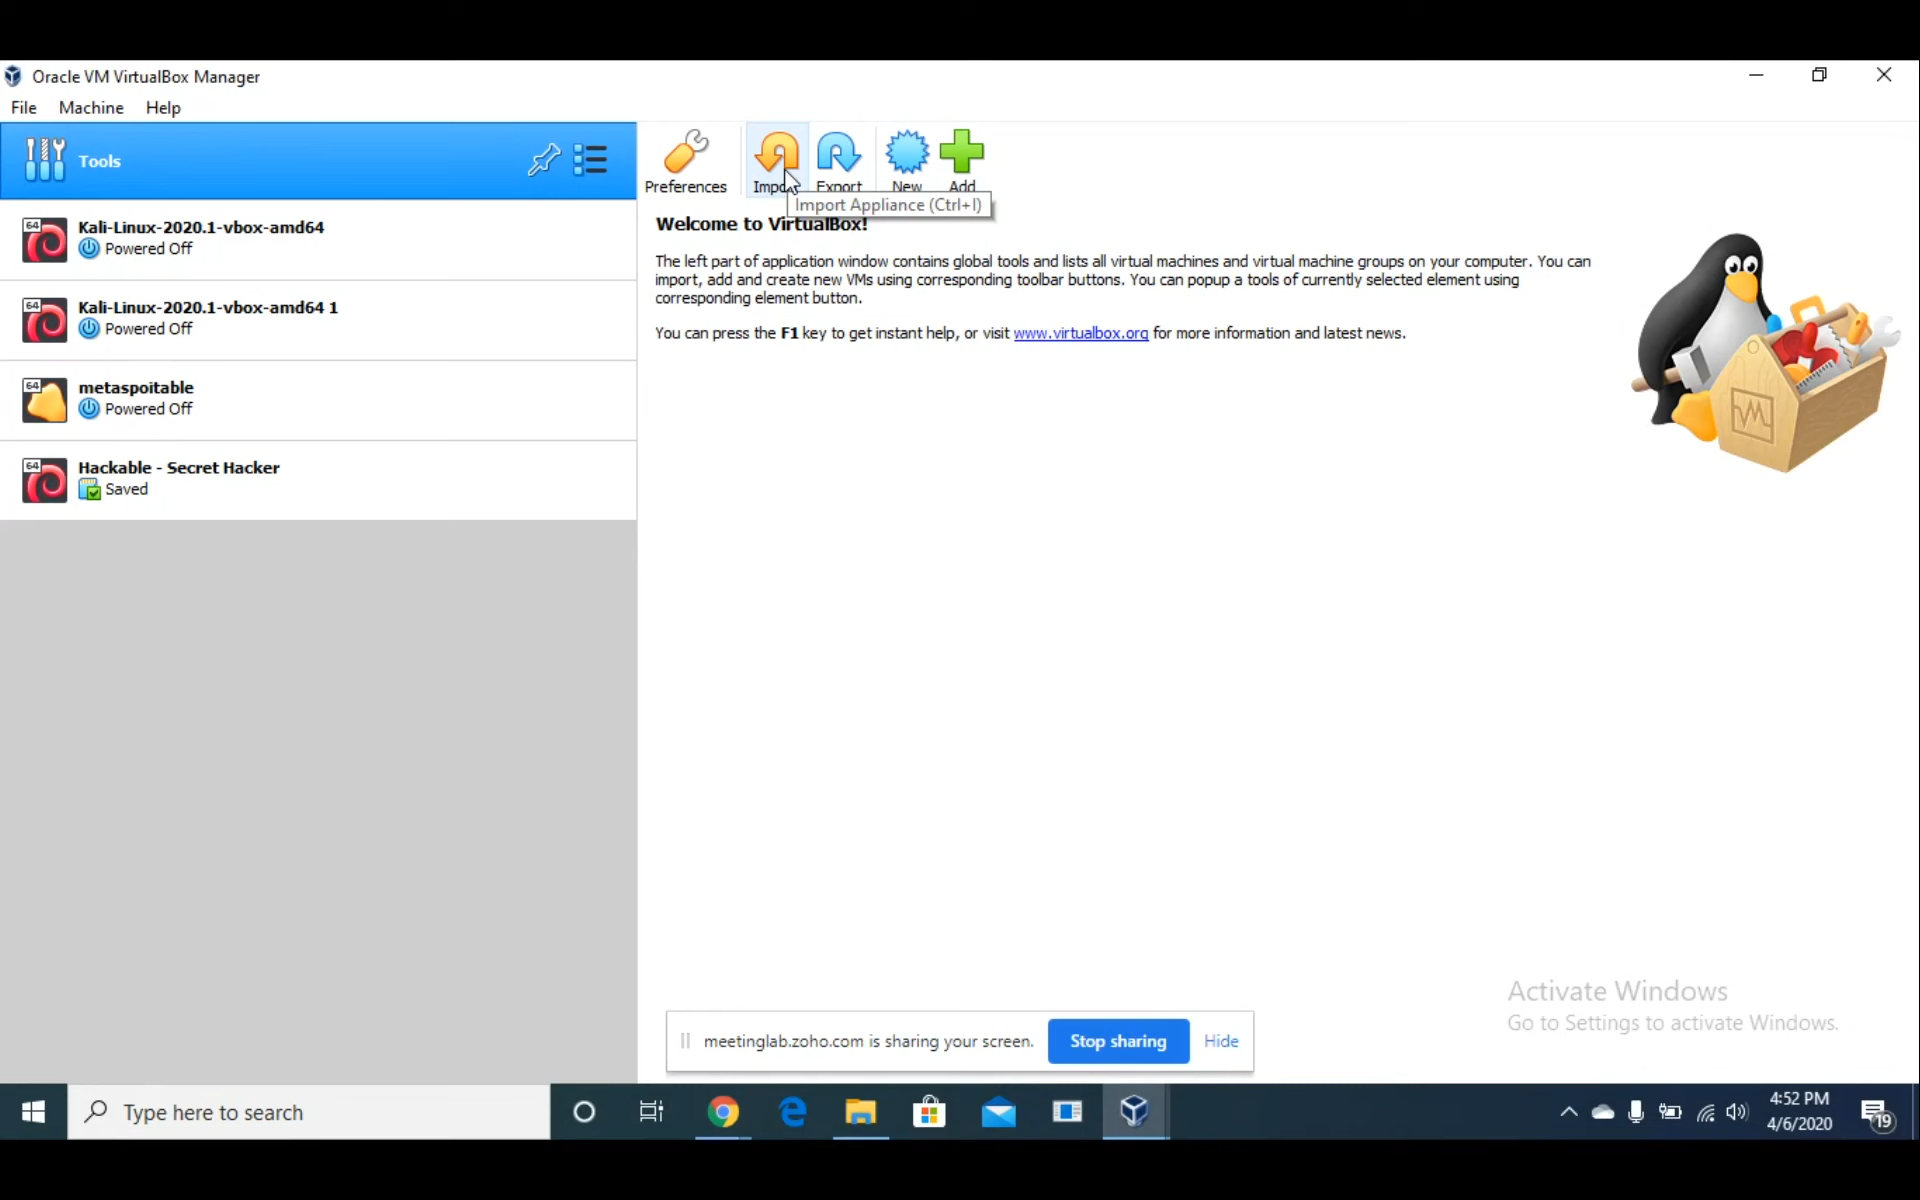 Oracle VM VirtualBox Manager
File Machine Help
Tools
Preferences Import Export New Add
Import Appliance (Ctrl+I)
64 Kali-Linux-2020.1-vbox-amd64
Powered Off
64 Kali-Linux-2020.1-vbox-amd64 1
Powered Off
64 metaspoitable
Powered Off
64 Hackable - Secret Hacker
Saved
Welcome to VirtualBox!
The left part of application window contains global tools and lists all virtual machines and virtual machine groups on your computer. You can
import, add and create new VMs using corresponding toolbar buttons. You can popup a tools of currently selected element using
corresponding element button.
You can press the F1 key to get instant help, or visit www.virtualbox.org for more information and latest news.
Activate Windows
Go to Settings to activate Windows.
meetinglab.zoho.com is sharing your screen. Stop sharing Hide
Type here to search
4:52 PM
4/6/2020
19